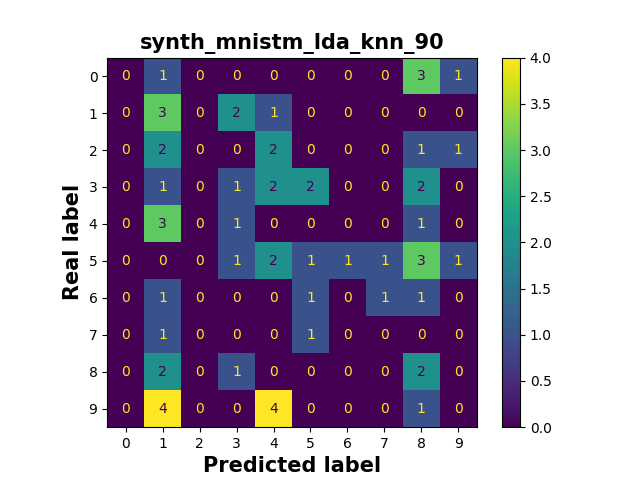 synth_mnistm_lda_knn_90
0 0 1 0 0 0 0 0 0 3 1
1 0 3 0 2 1 0 0 0 0 0
2 0 2 0 0 2 0 0 0 1 1
3 0 1 0 1 2 2 0 0 2 0
4 0 3 0 1 0 0 0 0 1 0
5 0 0 0 1 2 1 1 1 3 1
6 0 1 0 0 0 1 0 1 1 0
7 0 1 0 0 0 1 0 0 0 0
8 0 2 0 1 0 0 0 0 2 0
9 0 4 0 0 4 0 0 0 1 0
0 1 2 3 4 5 6 7 8 9
Real label
Predicted label
4.0
3.5
3.0
2.5
2.0
1.5
1.0
0.5
0.0